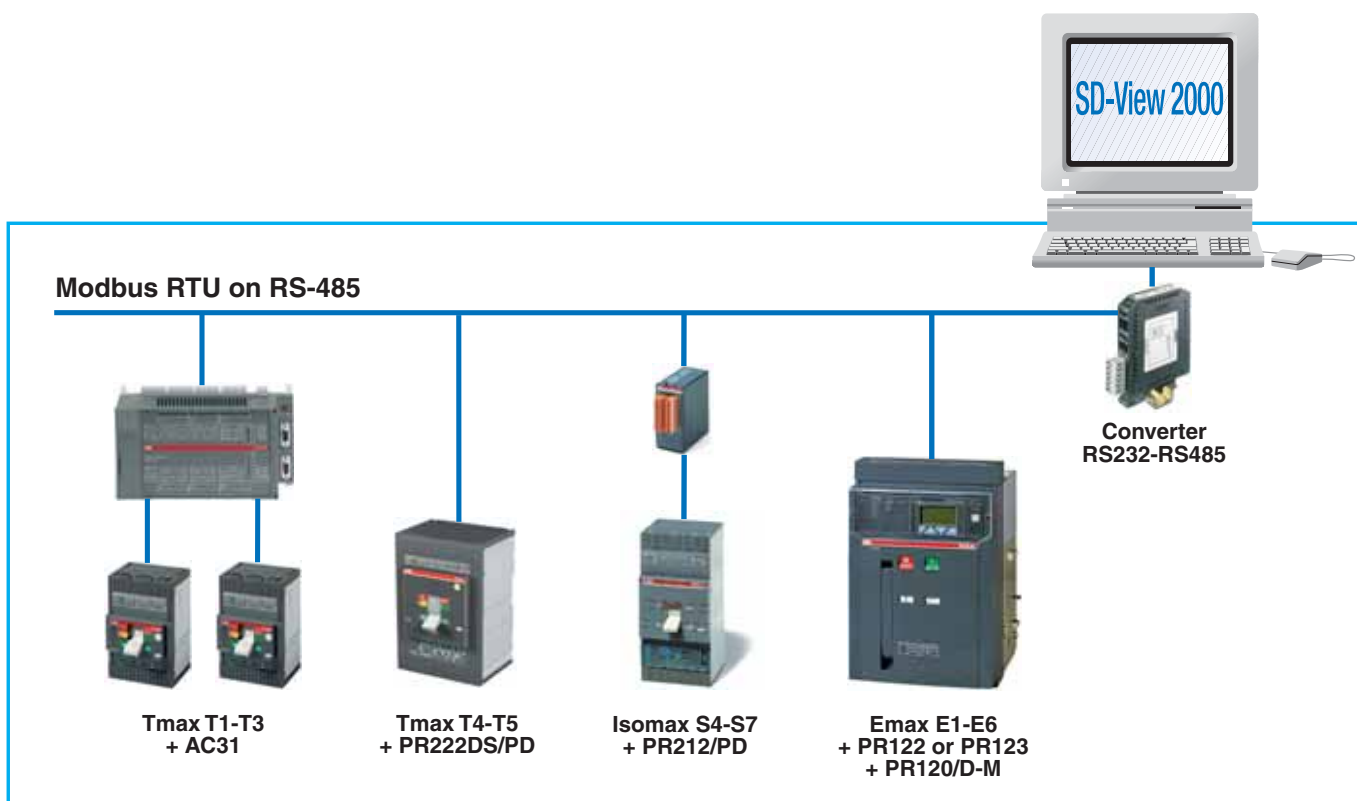 SD-View 2000
Modbus RTU on RS-485
Converter
RS232-RS485
Tmax T1-T3
+ AC31
Tmax T4-T5
+ PR222DS/PD
Isomax S4-S7
+ PR212/PD
Emax E1-E6
+ PR122 or PR123
+ PR120/D-M